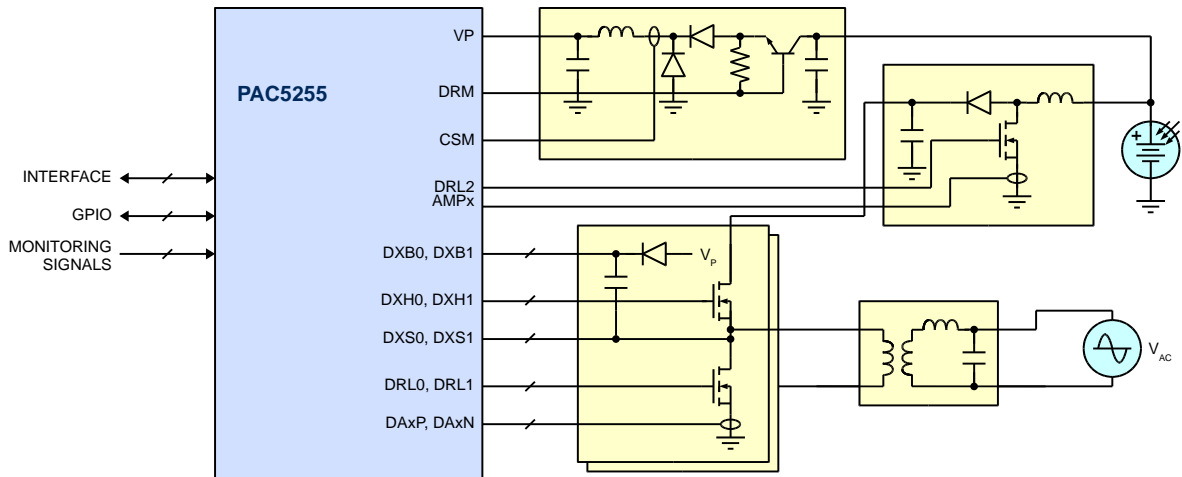 PAC5255
VP
DRM
CSM
DRL2
AMPx
INTERFACE
GPIO
MONITORING
SIGNALS
DXB0, DXB1
DXH0, DXH1
DXS0, DXS1
DRL0, DRL1
DAxP, DAxN
VP
+
VAC